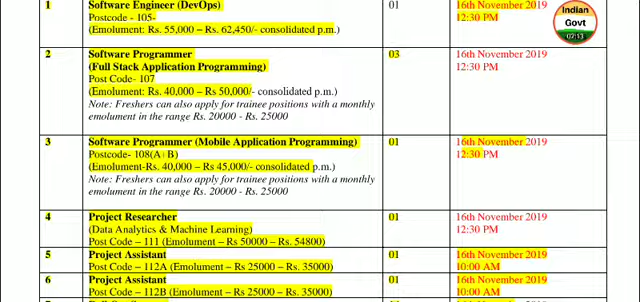 1 Software Engineer (DevOps) 01 16th November 2019
Postcode - 105- 12:30 PM
(Emolument: Rs. 55,000 – Rs. 62,450/- consolidated p.m.)
Indian
Govt
02:13
2 Software Programmer 03 16th November 2019
(Full Stack Application Programming) 12:30 PM
Post Code- 107
(Emolument: Rs. 40,000 – Rs 50,000/- consolidated p.m.)
Note: Freshers can also apply for trainee positions with a monthly
emolument in the range Rs. 20000 - Rs. 25000
3 Software Programmer (Mobile Application Programming) 01 16th November 2019
Postcode- 108(A+B) 12:30 PM
(Emolument-Rs. 40,000 – Rs 45,000/- consolidated p.m.)
Note: Freshers can also apply for trainee positions with a monthly
emolument in the range Rs. 20000 - Rs. 25000
4 Project Researcher 01 16th November 2019
(Data Analytics & Machine Learning) 12:30 PM
Post Code – 111 (Emolument – Rs 50000 – Rs. 54800)
5 Project Assistant 01 16th November 2019
Post Code – 112A (Emolument – Rs 25000 - Rs. 35000) 10:00 AM
6 Project Assistant 01 16th November 2019
Post Code – 112B (Emolument – Rs 25000 - Rs. 35000) 10:00 AM